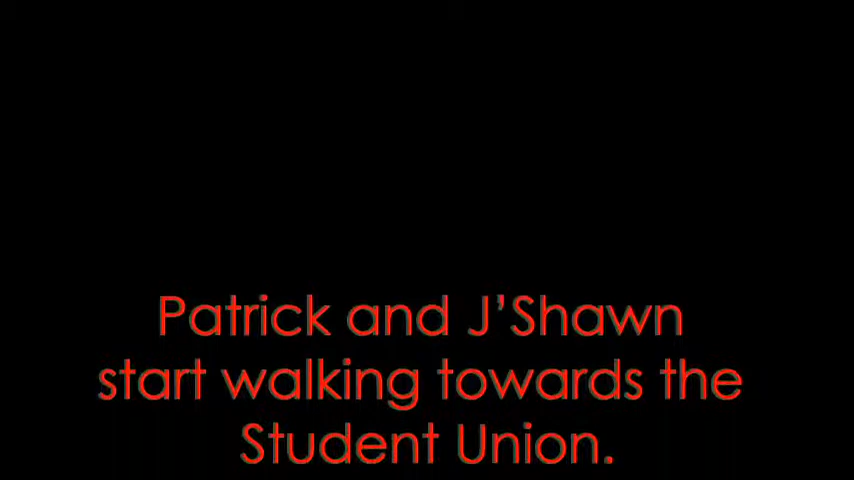 Patrick and J’Shawn
start walking towards the
Student Union.